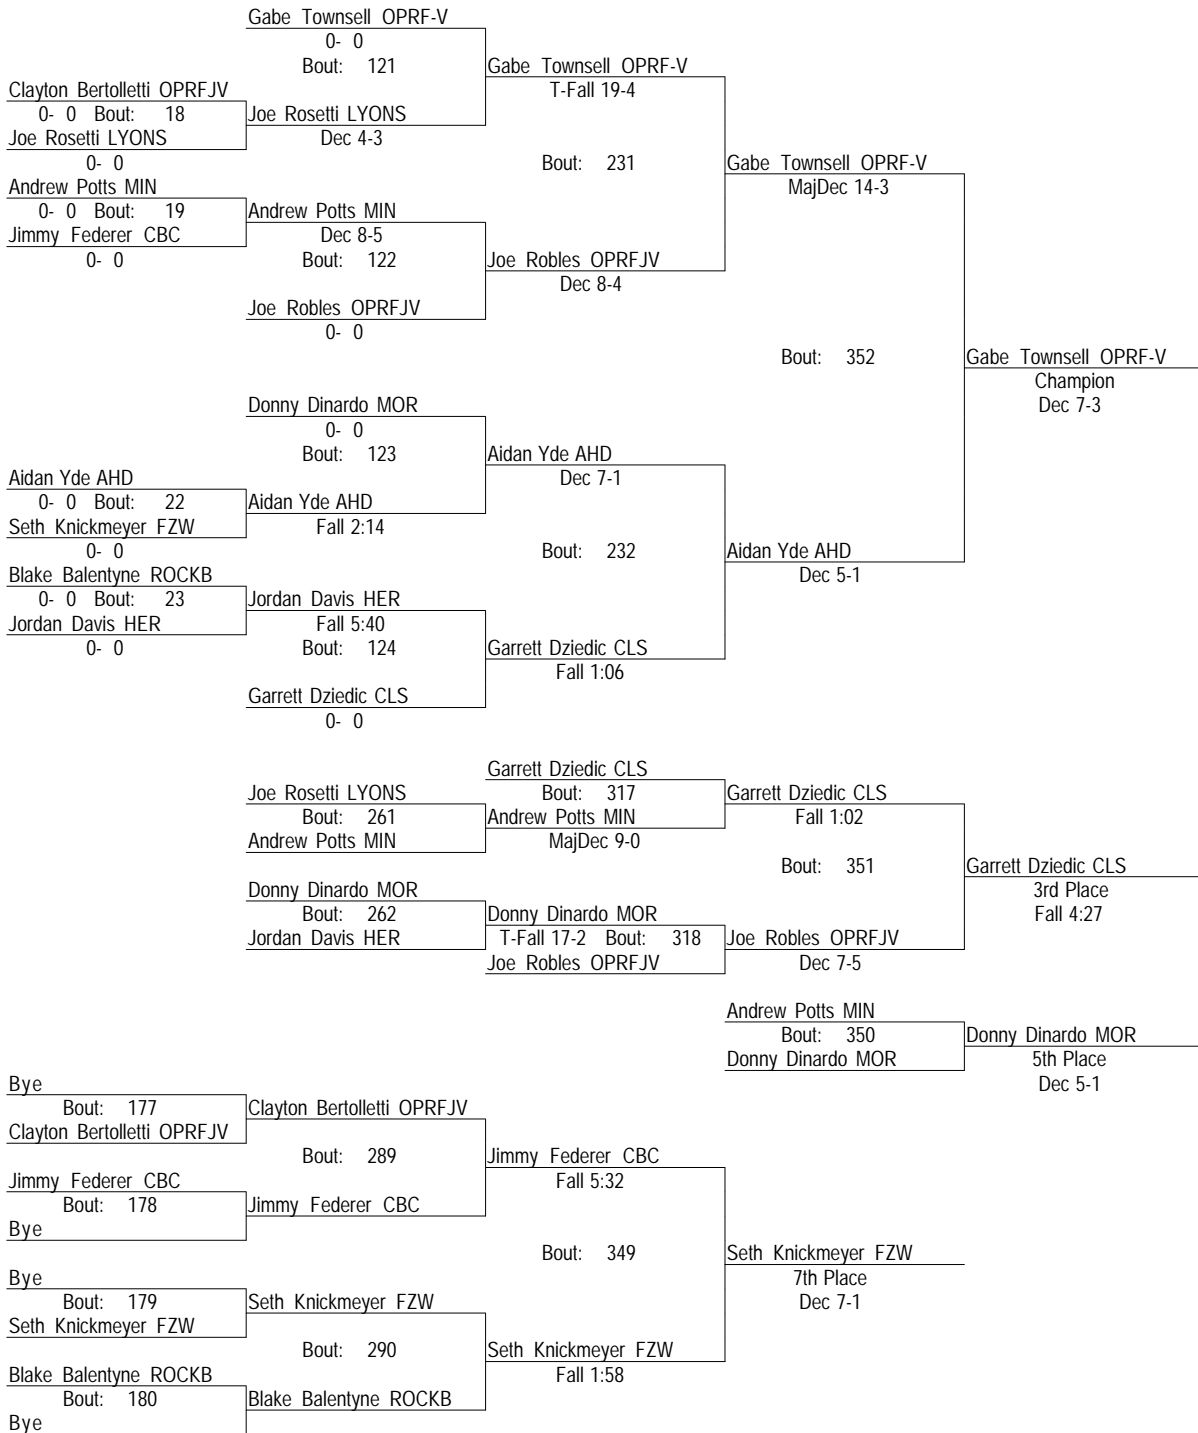 Gabe Townsell OPRF-V
0- 0
Bout: 121
Gabe Townsell OPRF-V
T-Fall 19-4
Clayton Bertolletti OPRFJV
0- 0 Bout: 18
Joe Rosetti LYONS
Dec 4-3
Joe Rosetti LYONS
0- 0
Bout: 231
Gabe Townsell OPRF-V
MajDec 14-3
Andrew Potts MIN
0- 0 Bout: 19
Andrew Potts MIN
Dec 8-5
Jimmy Federer CBC
0- 0
Bout: 122
Joe Robles OPRFJV
Dec 8-4
Joe Robles OPRFJV
0- 0
Bout: 352
Gabe Townsell OPRF-V
Champion
Dec 7-3
Donny Dinardo MOR
0- 0
Bout: 123
Aidan Yde AHD
Dec 7-1
Aidan Yde AHD
0- 0 Bout: 22
Aidan Yde AHD
Fall 2:14
Seth Knickmeyer FZW
0- 0
Bout: 232
Aidan Yde AHD
Dec 5-1
Blake Balentyne ROCKB
0- 0 Bout: 23
Jordan Davis HER
Fall 5:40
Jordan Davis HER
0- 0
Bout: 124
Garrett Dziedic CLS
Fall 1:06
Garrett Dziedic CLS
0- 0
Garrett Dziedic CLS
Joe Rosetti LYONS
Bout: 317
Garrett Dziedic CLS
Bout: 261
Andrew Potts MIN
Fall 1:02
Andrew Potts MIN
MajDec 9-0
Bout: 351
Garrett Dziedic CLS
3rd Place
Fall 4:27
Donny Dinardo MOR
Bout: 262
Donny Dinardo MOR
Jordan Davis HER
T-Fall 17-2 Bout: 318
Joe Robles OPRFJV
Joe Robles OPRFJV
Dec 7-5
Andrew Potts MIN
Bout: 350
Donny Dinardo MOR
Donny Dinardo MOR
5th Place
Dec 5-1
Bye
Bout: 177
Clayton Bertolletti OPRFJV
Clayton Bertolletti OPRFJV
Bout: 289
Jimmy Federer CBC
Fall 5:32
Jimmy Federer CBC
Bout: 178
Jimmy Federer CBC
Bye
Bout: 349
Seth Knickmeyer FZW
7th Place
Dec 7-1
Bye
Bout: 179
Seth Knickmeyer FZW
Seth Knickmeyer FZW
Bout: 290
Seth Knickmeyer FZW
Fall 1:58
Blake Balentyne ROCKB
Bout: 180
Blake Balentyne ROCKB
Bye